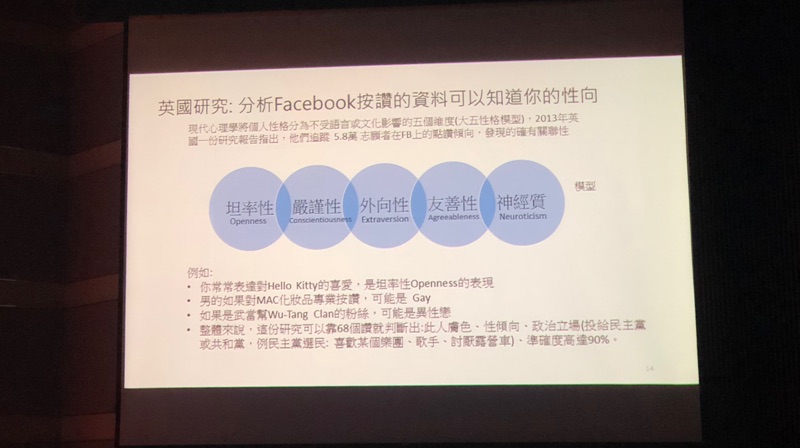 英國研究: 分析Facebook按讚的資料可以知道你的性向
現代心理學將個人性格分為不受語言或文化影響的五個維度(大五性格模型)，2013年英
國一份研究報告指出，他們追蹤 5.8萬 志願者在FB上的點讚傾向，發現的確有關聯性
坦率性 嚴謹性 外向性 友善性 神經質 模型
Openness Conscientiousness Extraversion Agreeableness Neuroticism
例如:
• 你常常表達對Hello Kitty的喜愛，是坦率性Openness的表現
• 男的如果對MAC化妝品專業按讚，可能是 Gay
• 如果是武當幫Wu-Tang Clan的粉絲，可能是異性戀
• 整體來說，這份研究可以靠68個讚就判斷出:此人膚色、性傾向、政治立場(投給民主黨
或共和黨，例民主黨選民: 喜歡某個樂團、歌手、討厭露營車)、準確度高達90%。
14